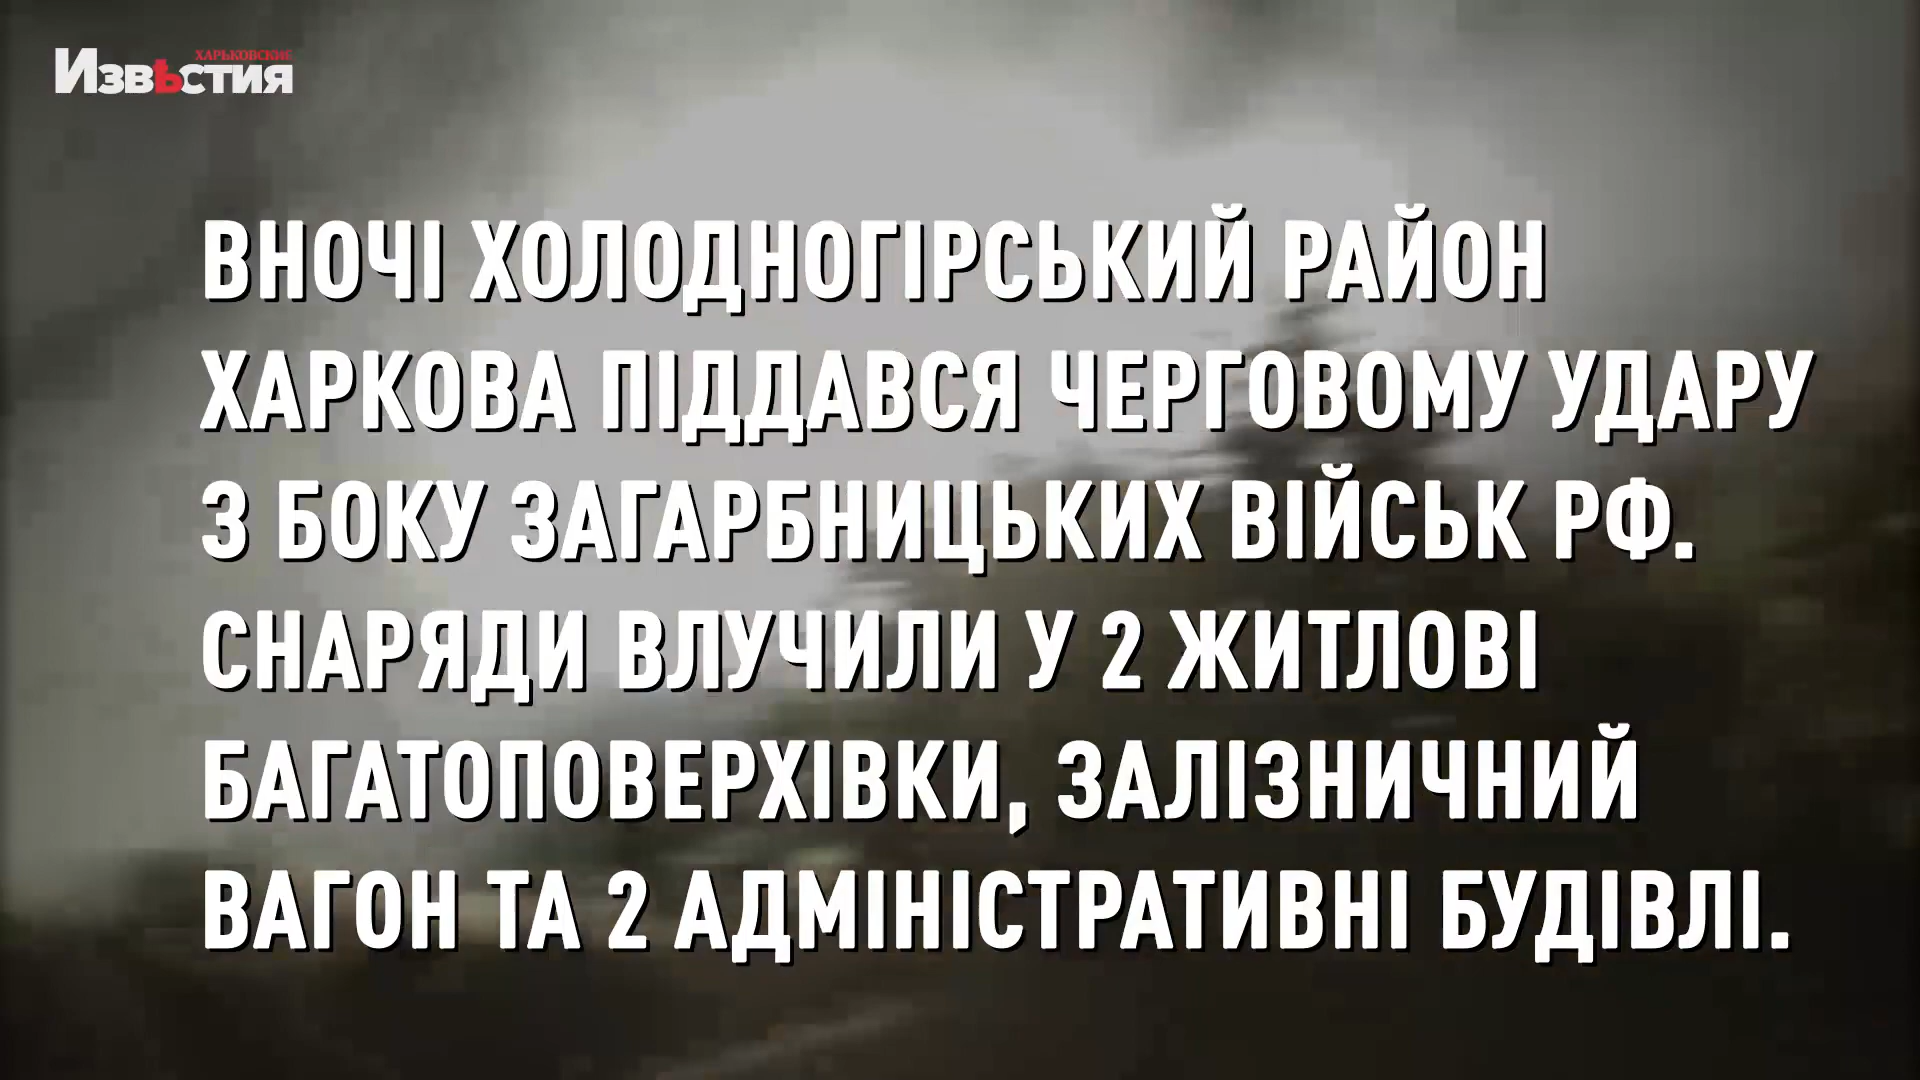 ХАРЬКОВСКИЕ
ИзвѢстия
ВНОЧІ ХОЛОДНОГІРСЬКИЙ РАЙОН
ХАРКОВА ПІДДАВСЯ ЧЕРГОВОМУ УДАРУ
З БОКУ ЗАГАРБНИЦЬКИХ ВІЙСЬК РФ.
СНАРЯДИ ВЛУЧИЛИ У 2 ЖИТЛОВІ
БАГАТОПОВЕРХІВКИ, ЗАЛІЗНИЧНИЙ
ВАГОН ТА 2 АДМІНІСТРАТИВНІ БУДІВЛІ.